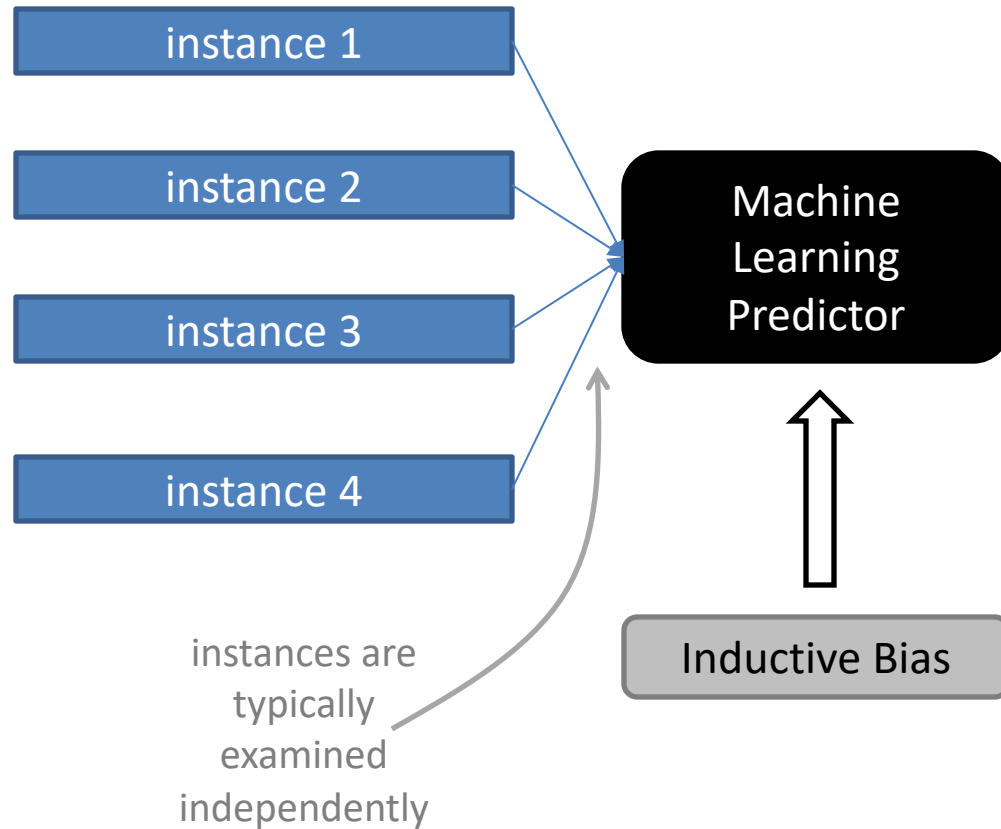 instance 1
instance 2
instance 3
instance 4
Machine
Learning
Predictor
Inductive Bias
instances are
typically
examined
independently